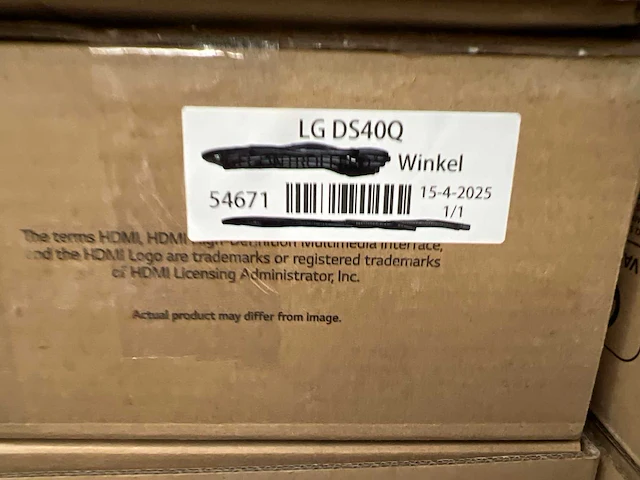 LG DS40Q
Winkel
54671
15-4-2025
1/1
The terms HDMI, HDMI High-Definition Multimedia Interface,
and the HDMI Logo are trademarks or registered trademarks
of HDMI Licensing Administrator, Inc.
Actual product may differ from image.